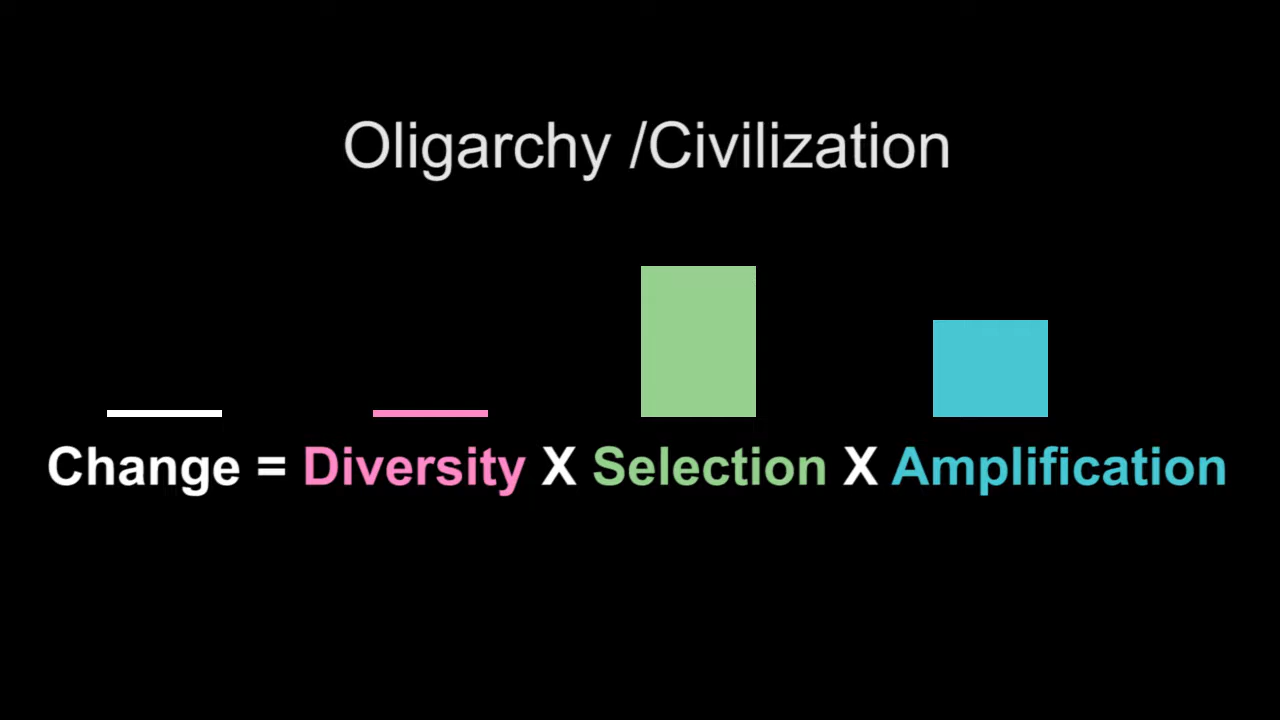 Oligarchy /Civilization
Change = Diversity X Selection X Amplification